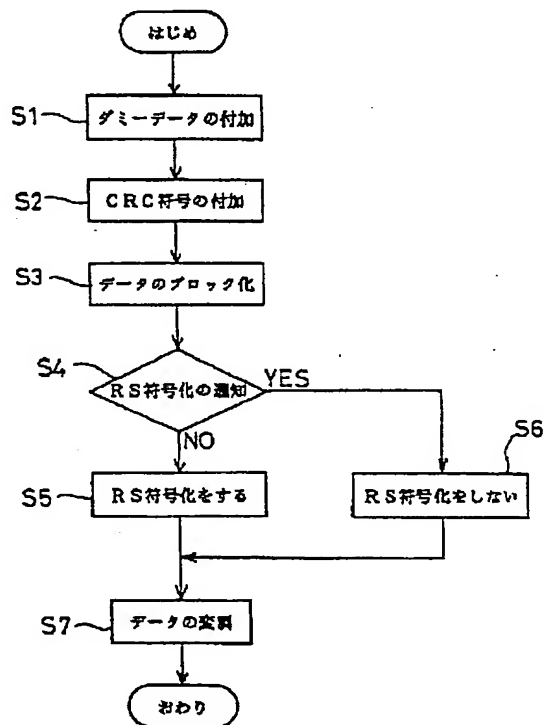 はじめ
S1 ダミーデータの付加
S2 CRC符号の付加
S3 データのブロック化
S4 RS符号化の通知 YES
NO
S6
S5 RS符号化をする RS符号化をしない
S7 データの変調
おわり